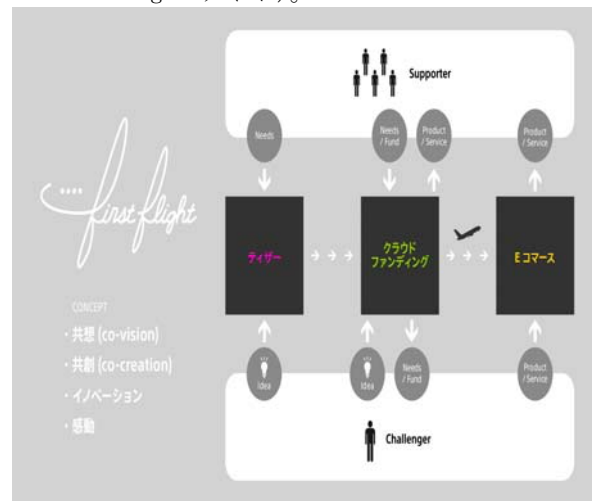 Supporter
Needs
Needs
/ Fund
Product
/ Service
Product
/ Service
first flight
ティザー
クラウド
ファンディング
E コマース
CONCEPT
・共想 (co-vision)
・共創 (co-creation)
・イノベーション
・感動
Idea
Idea
Needs
/ Fund
Product
/ Service
Challenger